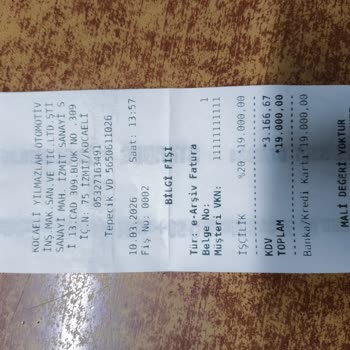 KOCAELİ YILMAZLAR OTOMOTİV
İNŞ.MAK.SAN.VE TİC.LTD ŞTİ
SANAYİ MAH. İZMİT SANAYİ S
İ 13.CAD 309.BLOK NO: 309
İÇ.N: 75 İZMİT/KOCAELİ
05327163491
Tepecik VD 5650611026
10.03.2026 Saat: 13:57
Fiş No: 0002
BİLGİ FİŞİ
Tür: e-Arşiv Fatura
Belge No: 1
Müşteri VKN: 11111111111
İŞÇİLİK %20 *19.000,00
KDV *3.166,67
TOPLAM *19.000,00
Banka/Kredi Kartı *19.000,00
MALİ DEĞERİ YOKTUR